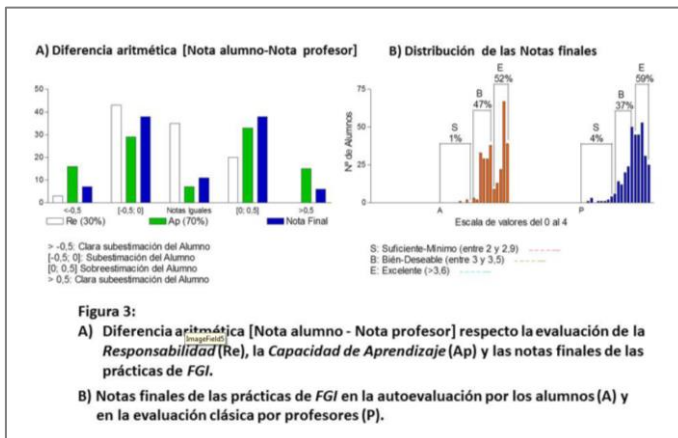 A) Diferencia aritmética [Nota alumno-Nota profesor]
50
40
30
20
10
0
<-0,5
[-0,5; 0]
Notas Iguales
[0; 0,5]
>0,5
Re (30%)
Ap (70%)
Nota Final
> -0,5: Clara subestimación del Alumno
[-0,5; 0]: Subestimación del Alumno
[0; 0,5] Sobreestimación del Alumno
> 0,5: Clara subeestimación del Alumno
B) Distribución de las Notas finales
Nº de Alumnos
75
50
25
0
S
1%
B
47%
E
52%
S
4%
B
37%
E
59%
A
P
Escala de valores del 0 al 4
S: Suficiente-Mínimo (entre 2 y 2,9)
B: Bién-Deseable (entre 3 y 3,5)
E: Excelente (>3,6)
Figura 3:
A) Diferencia aritmética [Nota alumno - Nota profesor] respecto la evaluación de la
ImageField5
Responsabilidad (Re), la Capacidad de Aprendizaje (Ap) y las notas finales de las
prácticas de FGI.
B) Notas finales de las prácticas de FGI en la autoevaluación por los alumnos (A) y
en la evaluación clásica por profesores (P).